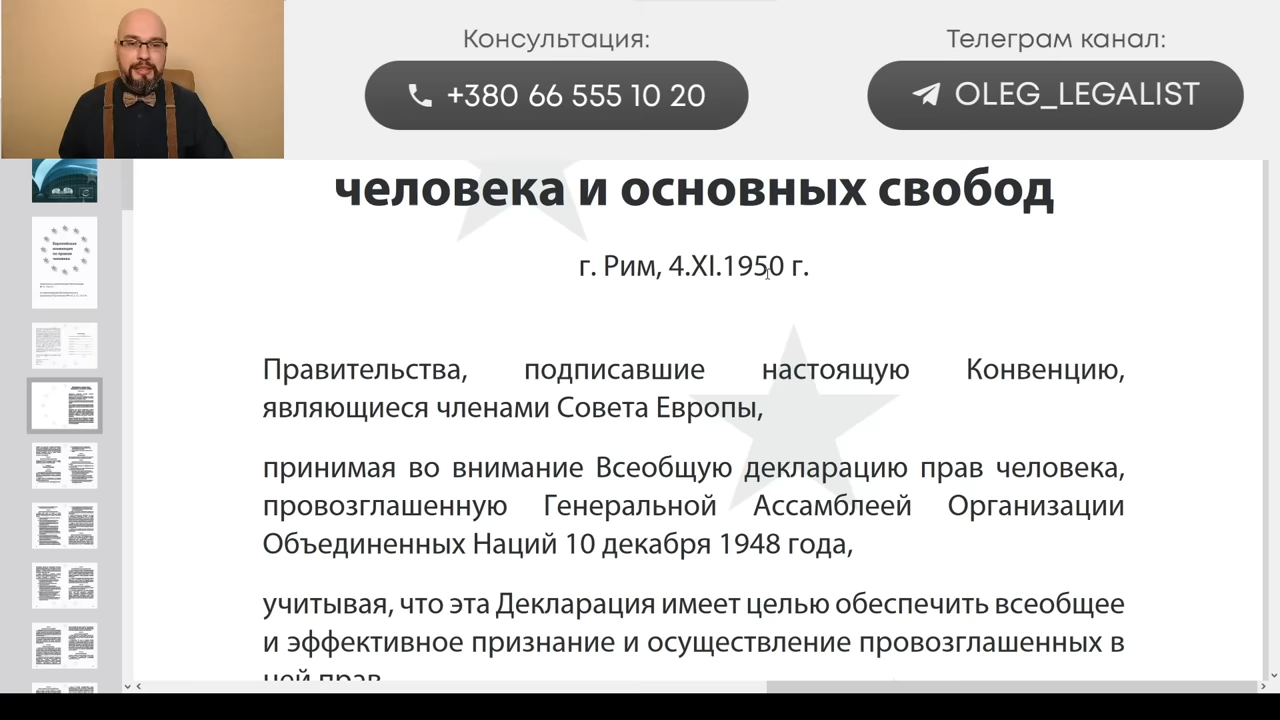 Консультация:
+380 66 555 10 20
Телеграм канал:
OLEG_LEGALIST
человека и основных свобод
г. Рим, 4.XI.1950 г.
Правительства, подписавшие настоящую Конвенцию,
являющиеся членами Совета Европы,
принимая во внимание Всеобщую декларацию прав человека,
провозглашенную Генеральной Ассамблеей Организации
Объединенных Наций 10 декабря 1948 года,
учитывая, что эта Декларация имеет целью обеспечить всеобщее
и эффективное признание и осуществление провозглашенных в
ней прав